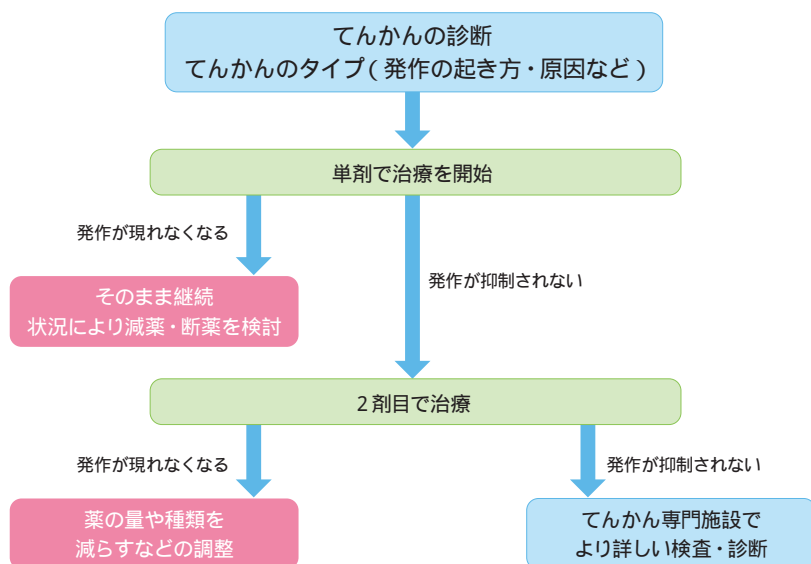 てんかんの診断
てんかんのタイプ(発作の起き方・原因など)
単剤で治療を開始
発作が現れなくなる
発作が抑制されない
そのまま継続
状況により減薬・断薬を検討
2剤目で治療
発作が現れなくなる
発作が抑制されない
薬の量や種類を
減らすなどの調整
てんかん専門施設で
より詳しい検査・診断